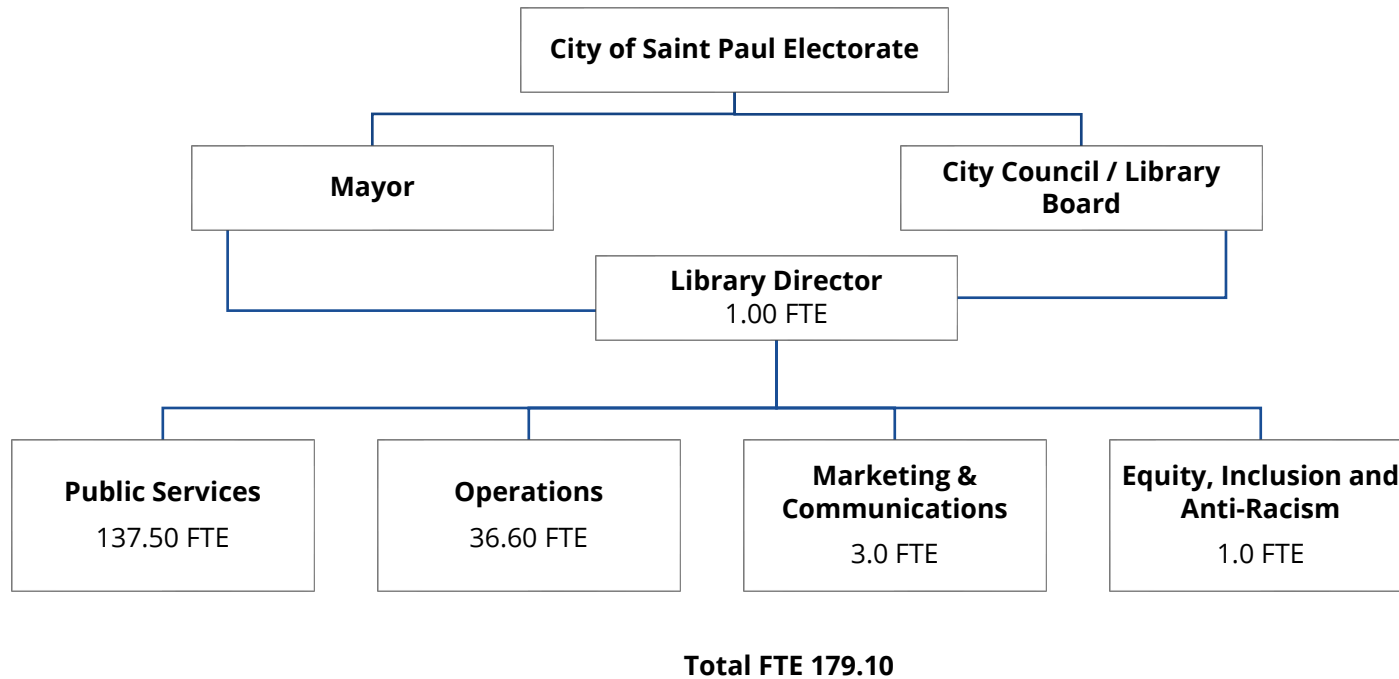 City of Saint Paul Electorate
Mayor
City Council / Library
Board
Library Director
1.00 FTE
Public Services
137.50 FTE
Operations
36.60 FTE
Marketing &
Communications
3.0 FTE
Equity, Inclusion and
Anti-Racism
1.0 FTE
Total FTE 179.10